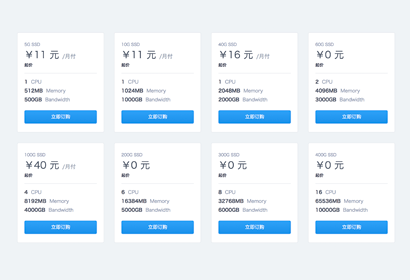 5G SSD
¥11 元 /月付
起价
1 CPU
512MB Memory
500GB Bandwidth
立即订购
10G SSD
¥11 元 /月付
起价
1 CPU
1024MB Memory
1000GB Bandwidth
立即订购
40G SSD
¥16 元 /月付
起价
1 CPU
2048MB Memory
2000GB Bandwidth
立即订购
¥0 元
起价
2 CPU
4096MB Memory
3000GB Bandwidth
立即订购
100G SSD
¥40 元 /月付
起价
4 CPU
8192MB Memory
4000GB Bandwidth
立即订购
200G SSD
¥0 元
起价
6 CPU
16384MB Memory
5000GB Bandwidth
立即订购
300G SSD
¥0 元
起价
8 CPU
32768MB Memory
6000GB Bandwidth
立即订购
400G SSD
¥0 元
起价
16 CPU
65536MB Memory
10000GB Bandwidth
立即订购